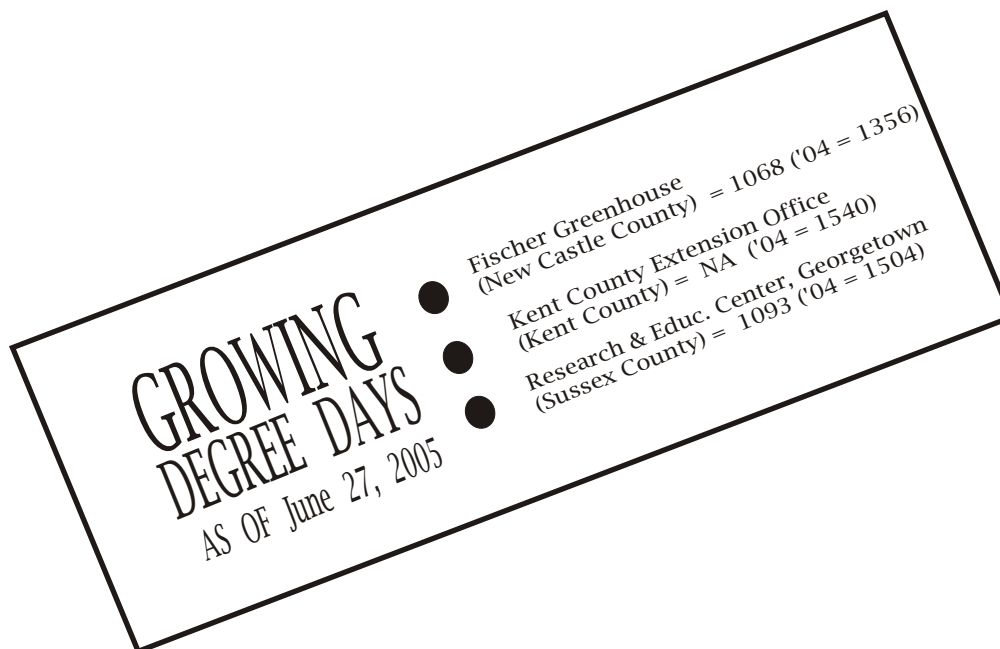 GROWING
DEGREE DAYS
AS OF June 27, 2005
Fischer Greenhouse
(New Castle County) = 1068 ('04 = 1356)
Kent County Extension Office
(Kent County) = NA ('04 = 1540)
Research & Educ. Center, Georgetown
(Sussex County) = 1093 ('04 = 1504)